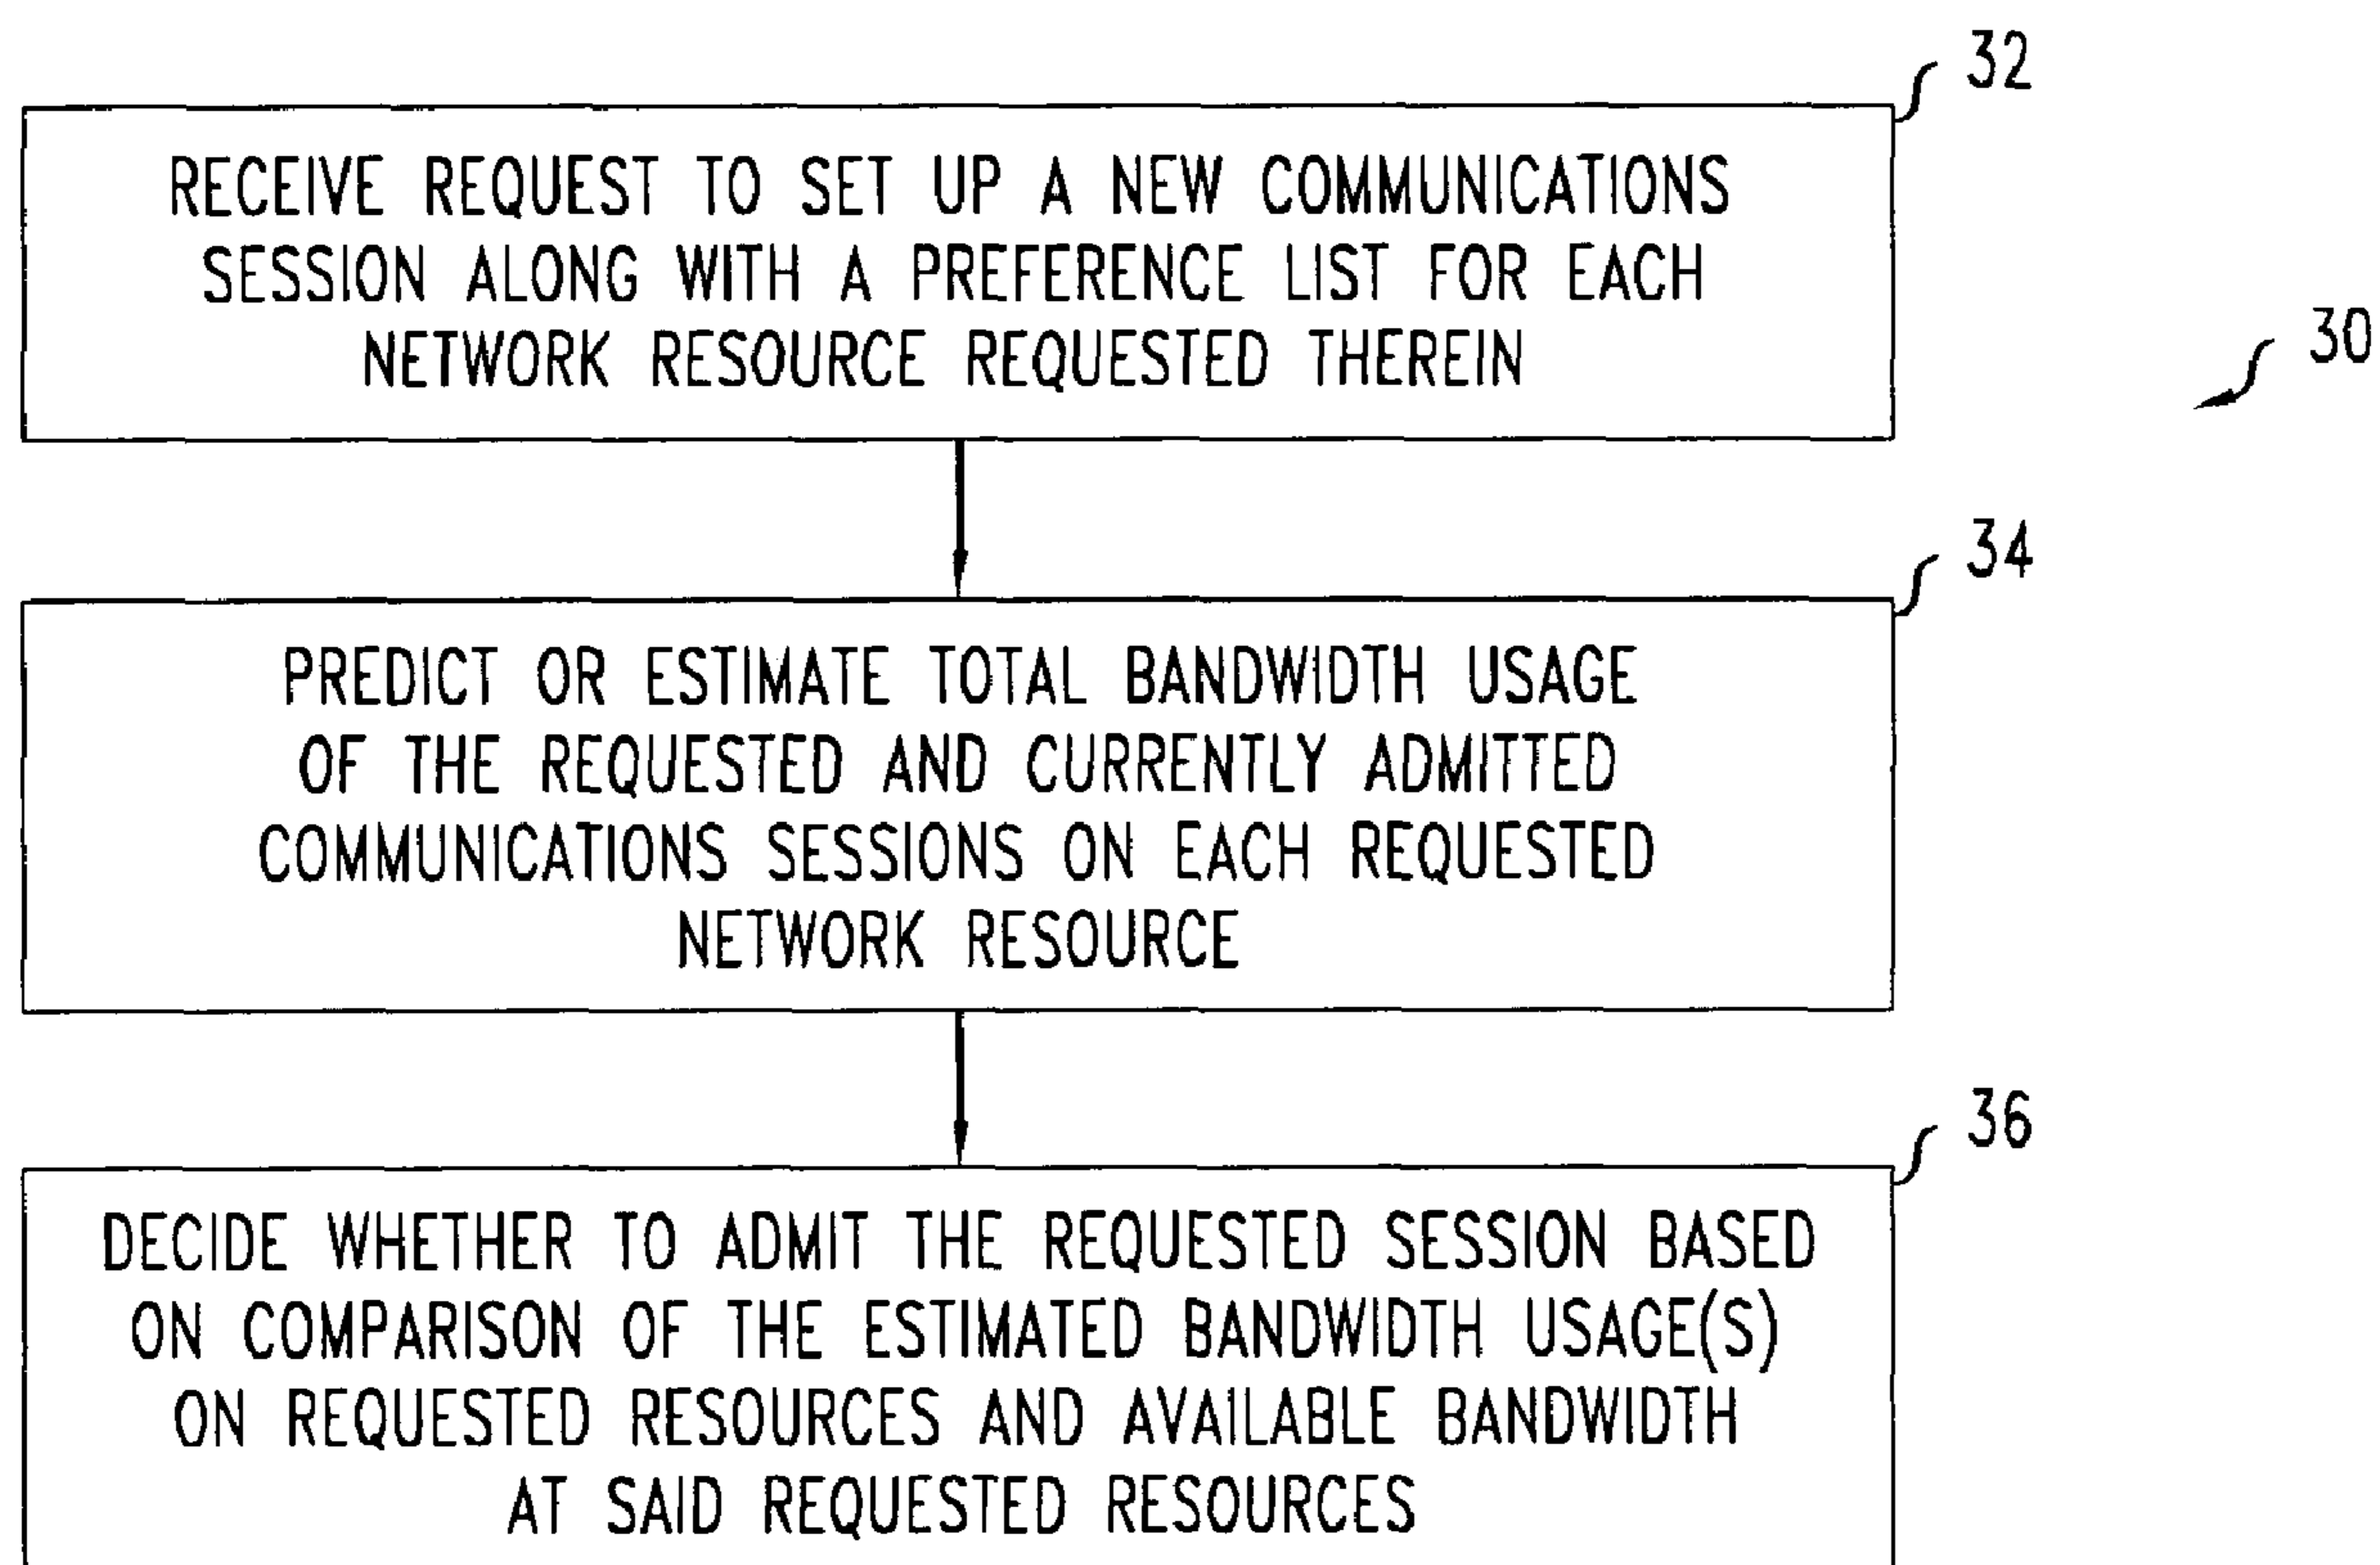 32
RECEIVE REQUEST TO SET UP A NEW COMMUNICATIONS
SESSION ALONG WITH A PREFERENCE LIST FOR EACH
NETWORK RESOURCE REQUESTED THEREIN
30
34
PREDICT OR ESTIMATE TOTAL BANDWIDTH USAGE
OF THE REQUESTED AND CURRENTLY ADMITTED
COMMUNICATIONS SESSIONS ON EACH REQUESTED
NETWORK RESOURCE
36
DECIDE WHETHER TO ADMIT THE REQUESTED SESSION BASED
ON COMPARISON OF THE ESTIMATED BANDWIDTH USAGE(S)
ON REQUESTED RESOURCES AND AVAILABLE BANDWIDTH
AT SAID REQUESTED RESOURCES